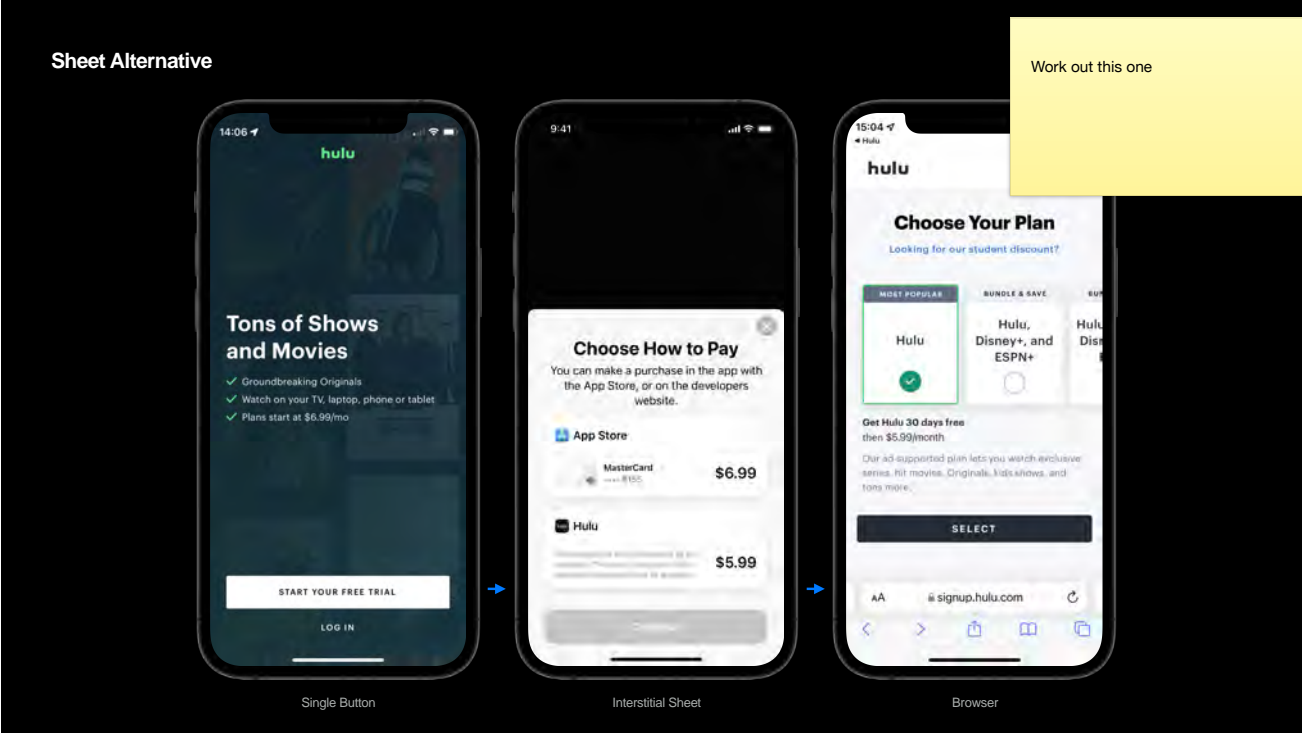 Sheet Alternative
Work out this one
14:06
hulu
Tons of Shows
and Movies
Groundbreaking Originals
Watch on your TV, laptop, phone or tablet
Plans start at $6.99/mo
START YOUR FREE TRIAL
LOG IN
Single Button
9:41
Choose How to Pay
You can make a purchase in the app with
the App Store, or on the developers
website.
App Store
MasterCard
$6.99
Hulu
$5.99
Interstitial Sheet
15:04
Hulu
hulu
Choose Your Plan
Looking for our student discount?
MOST POPULAR
BUNDLE & SAVE
Hulu
Hulu,
Disney+, and
ESPN+
Get Hulu 30 days free
then $5.99/month
Our ad-supported plan lets you watch exclusive
series, hit movies, Originals, kids shows, and
tons more.
SELECT
AA
signup.hulu.com
Browser